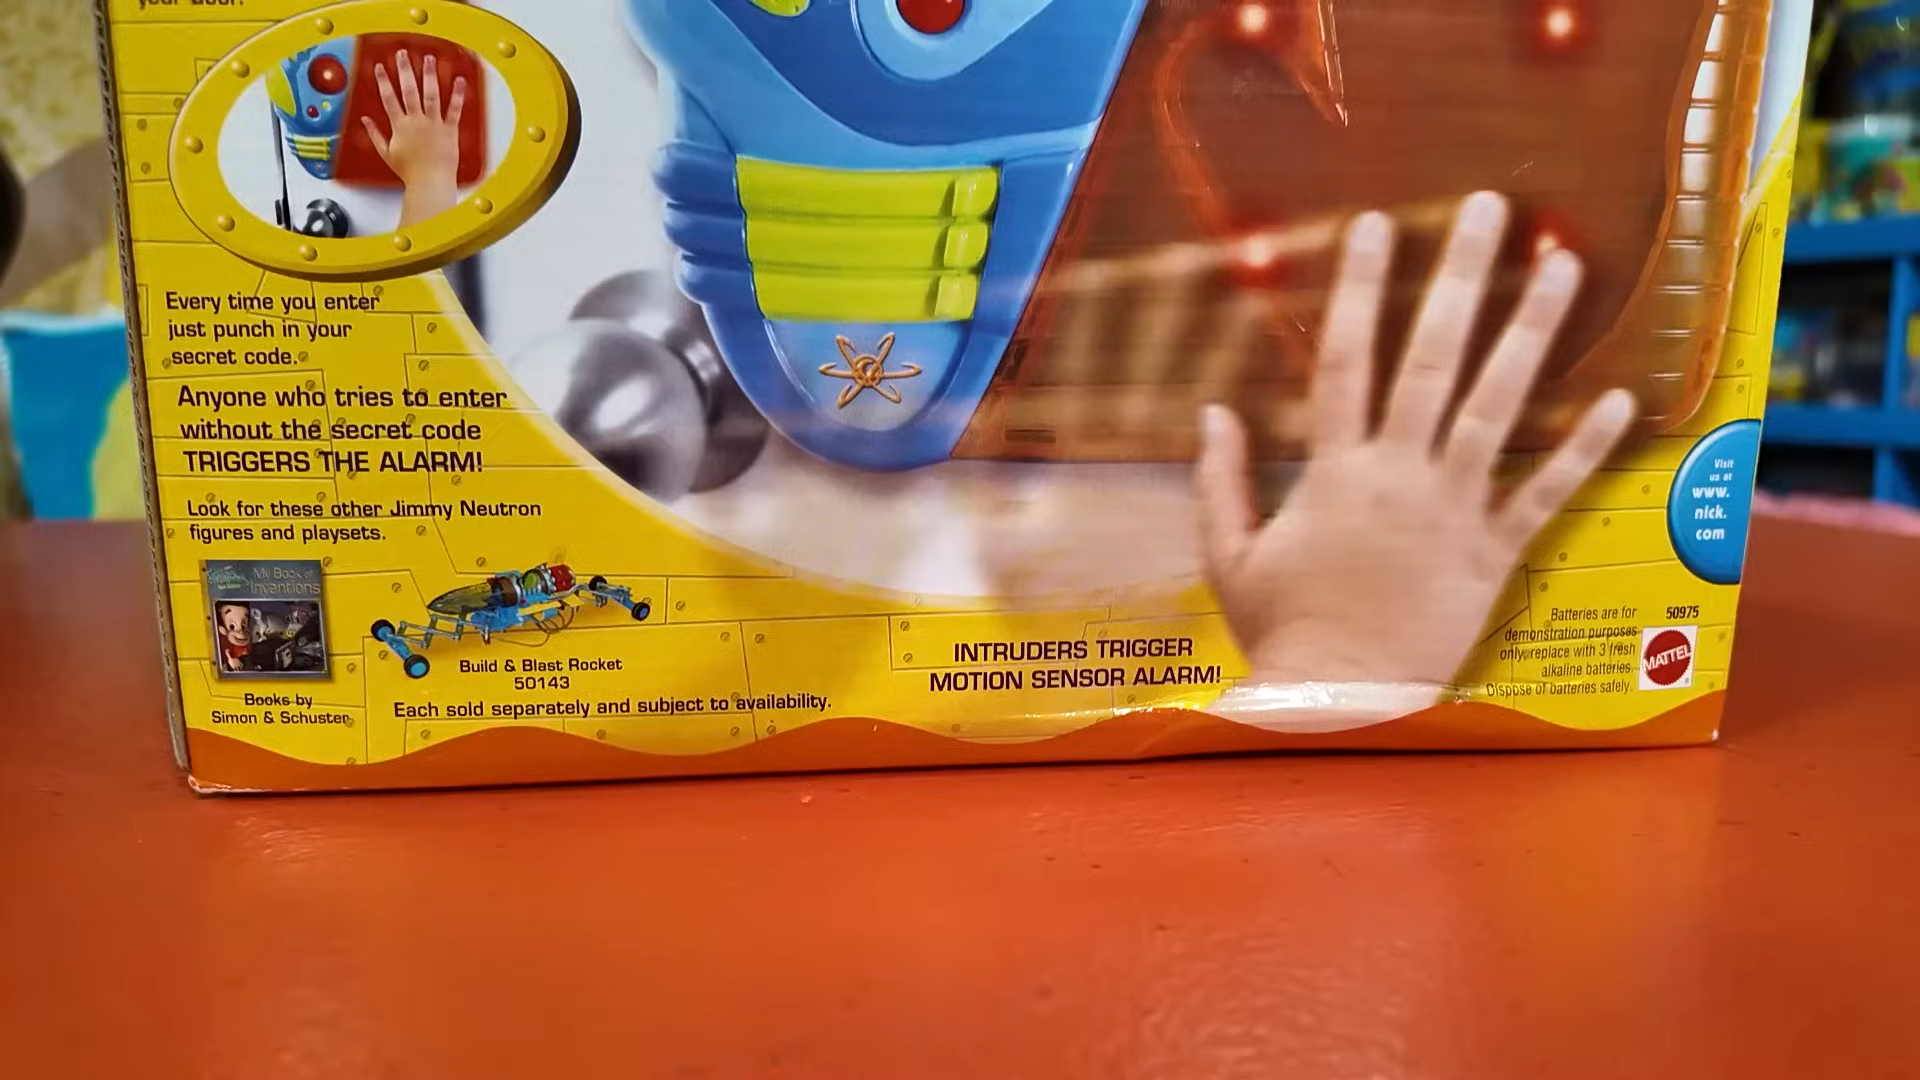 your door.
Every time you enter
just punch in your
secret code.
Anyone who tries to enter
without the secret code
TRIGGERS THE ALARM!
Look for these other Jimmy Neutron
figures and playsets.
My Book of
Inventions
Books by
Simon & Schuster
Build & Blast Rocket
50143
Each sold separately and subject to availability.
INTRUDERS TRIGGER
MOTION SENSOR ALARM!
Visit
us at
www.
nick.
com
Batteries are for
demonstration purposes
only, replace with 3 fresh
alkaline batteries.
Dispose of batteries safely.
50975
MATTEL